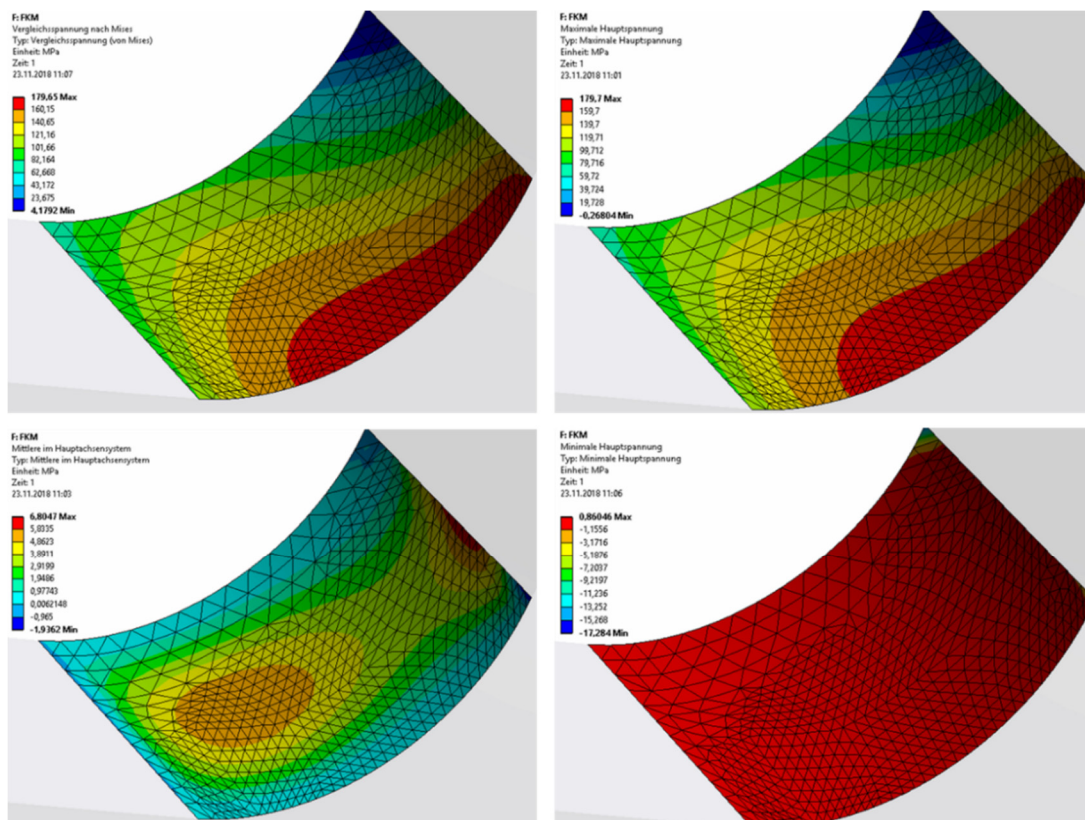 F: FKM
Vergleichsspannung nach Mises
Typ: Vergleichsspannung (von Mises)
Einheit: MPa
Zeit: 1
23.11.2018 11:07
179,65 Max
160,15
140,65
121,16
101,66
82,164
62,668
43,172
23,675
4,1792 Min
F: FKM
Maximale Hauptspannung
Typ: Maximale Hauptspannung
Einheit: MPa
Zeit: 1
23.11.2018 11:01
179,7 Max
159,7
139,7
119,71
99,712
79,716
59,72
39,724
19,728
-0,26804 Min
F: FKM
Mittlere im Hauptachsensystem
Typ: Mittlere im Hauptachsensystem
Einheit: MPa
Zeit: 1
23.11.2018 11:03
6,8047 Max
5,8335
4,8623
3,8911
2,9199
1,9486
0,97743
0,0062148
-0,965
-1,9362 Min
F: FKM
Minimale Hauptspannung
Typ: Minimale Hauptspannung
Einheit: MPa
Zeit: 1
23.11.2018 11:06
0,86046 Max
-1,1556
-3,1716
-5,1876
-7,2037
-9,2197
-11,236
-13,252
-15,268
-17,284 Min